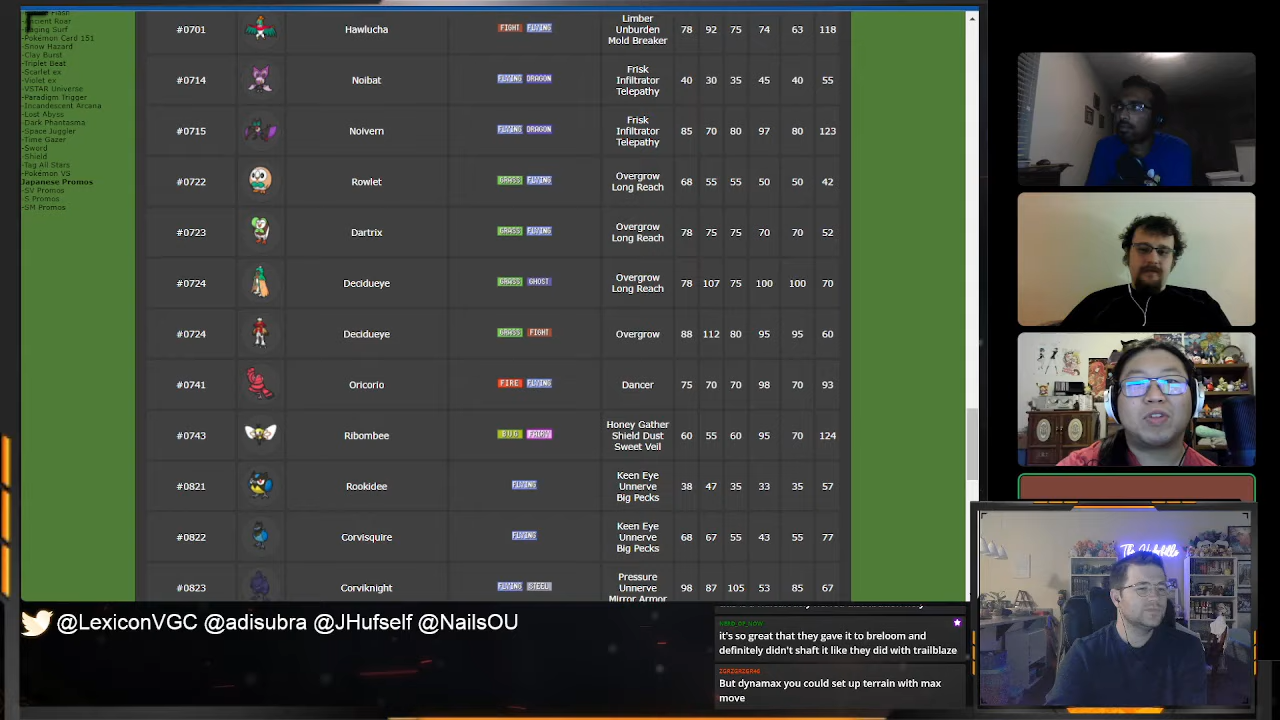 -Ancient Roar
-Raging Surf
-Pokémon Card 151
-Snow Hazard
-Clay Burst
-Triplet Beat
-Scarlet ex
-Violet ex
-VSTAR Universe
-Paradigm Trigger
-Incandescent Arcana
-Lost Abyss
-Dark Phantasma
-Space Juggler
-Time Gazer
-Sword
-Shield
-Tag All Stars
-Pokémon VS
Japanese Promos
-SV Promos
-S Promos
-SM Promos
#0701 Hawlucha FIGHT FLYING Limber Unburden Mold Breaker 78 92 75 74 63 118
#0714 Noibat FLYING DRAGON Frisk Infiltrator Telepathy 40 30 35 45 40 55
#0715 Noivern FLYING DRAGON Frisk Infiltrator Telepathy 85 70 80 97 80 123
#0722 Rowlet GRASS FLYING Overgrow Long Reach 68 55 55 50 50 42
#0723 Dartrix GRASS FLYING Overgrow Long Reach 78 75 75 70 70 52
#0724 Decidueye GRASS GHOST Overgrow Long Reach 78 107 75 100 100 70
#0724 Decidueye GRASS FIGHT Overgrow 88 112 80 95 95 60
#0741 Oricorio FIRE FLYING Dancer 75 70 70 98 70 93
#0743 Ribombee BUG FAIRY Honey Gather Shield Dust Sweet Veil 60 55 60 95 70 124
#0821 Rookidee FLYING Keen Eye Unnerve Big Pecks 38 47 35 33 35 57
#0822 Corvisquire FLYING Keen Eye Unnerve Big Pecks 68 67 55 43 55 77
#0823 Corviknight FLYING STEEL Pressure Unnerve Mirror Armor 98 87 105 53 85 67
@LexiconVGC @adisubra @JHufself @NailsOU
NERD_OF_NOW
it's so great that they gave it to breloom and
definitely didn't shaft it like they did with trailblaze
But dynamax you could set up terrain with max
move